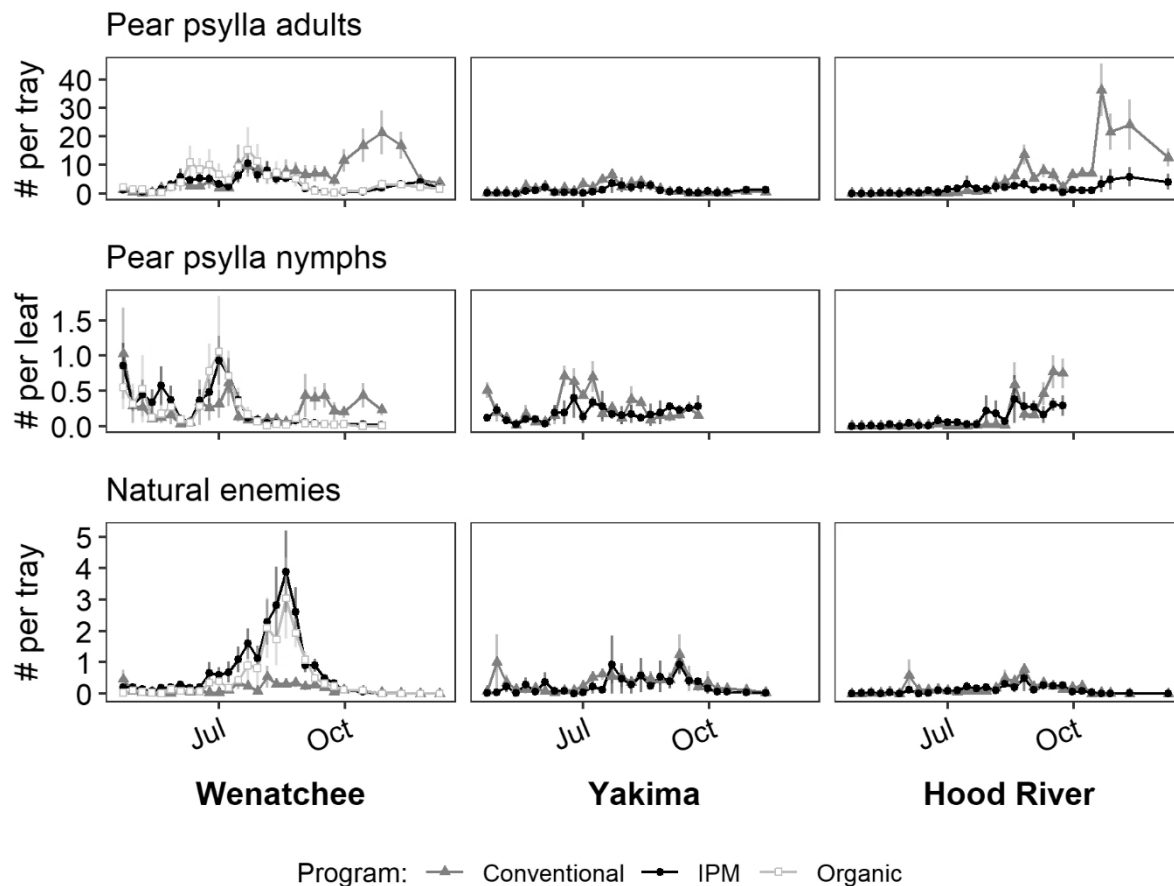 Pear psylla adults
# per tray
40
30
20
10
0
Pear psylla nymphs
# per leaf
1.5
1.0
0.5
0.0
Natural enemies
# per tray
5
4
3
2
1
0
Jul Oct Jul Oct Jul Oct
Wenatchee Yakima Hood River
Program: Conventional IPM Organic